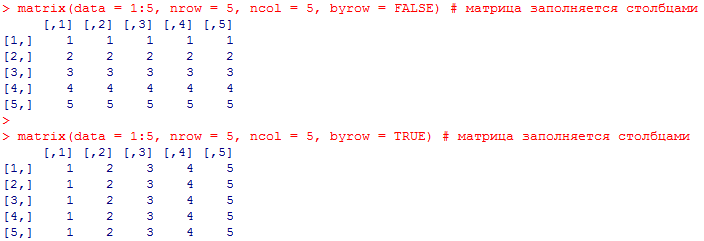 > matrix(data = 1:5, nrow = 5, ncol = 5, byrow = FALSE) # матрица заполняется столбцами
     [,1] [,2] [,3] [,4] [,5]
[1,]    1    1    1    1    1
[2,]    2    2    2    2    2
[3,]    3    3    3    3    3
[4,]    4    4    4    4    4
[5,]    5    5    5    5    5
>
> matrix(data = 1:5, nrow = 5, ncol = 5, byrow = TRUE) # матрица заполняется столбцами
     [,1] [,2] [,3] [,4] [,5]
[1,]    1    2    3    4    5
[2,]    1    2    3    4    5
[3,]    1    2    3    4    5
[4,]    1    2    3    4    5
[5,]    1    2    3    4    5